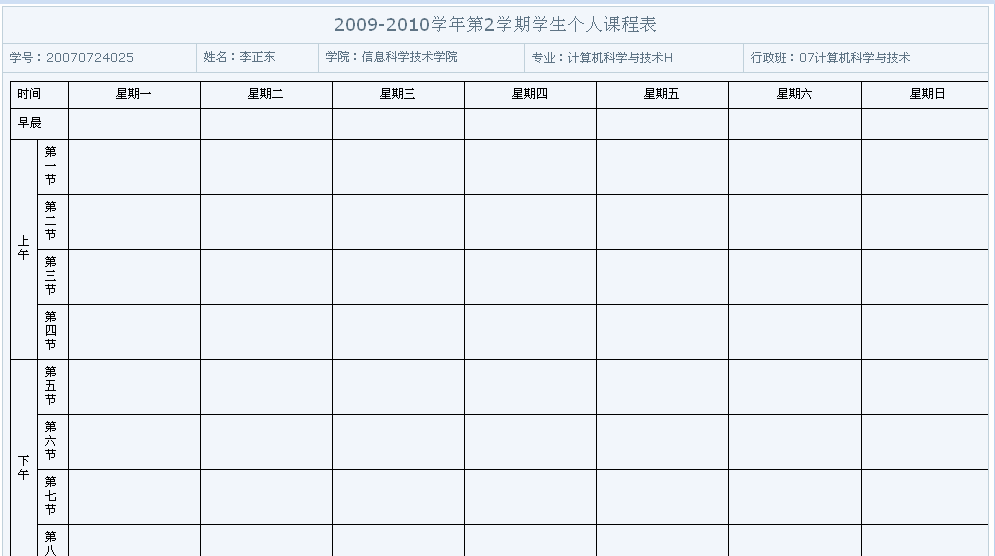 2009-2010学年第2学期学生个人课程表
学号：20070724025 姓名：李正东 学院：信息科学技术学院 专业：计算机科学与技术H 行政班：07计算机科学与技术
时间 星期一 星期二 星期三 星期四 星期五 星期六 星期日
早晨
上午
第一节
第二节
第三节
第四节
下午
第五节
第六节
第七节
第八